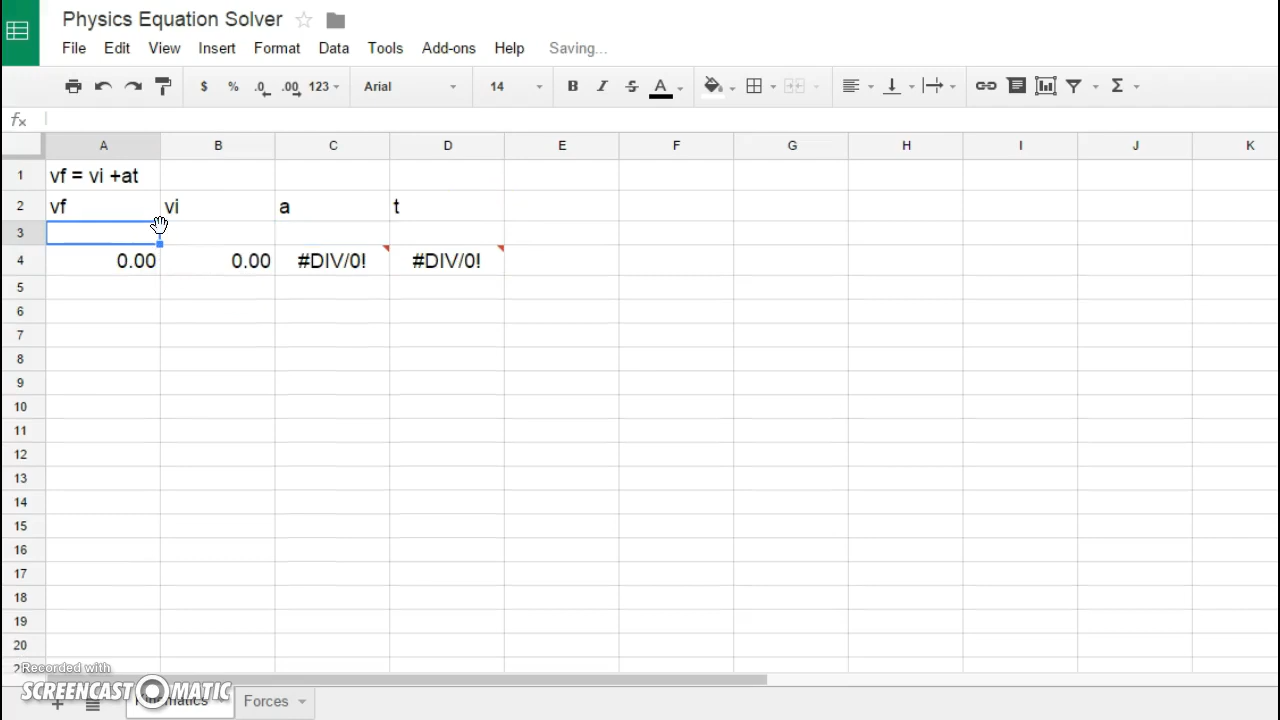 Physics Equation Solver
File Edit View Insert Format Data Tools Add-ons Help Saving...
$ % .0 .00 123 Arial 14 B I S A Σ
fx
A B C D E F G H I J K
1 vf = vi +at
2 vf vi a t
3
4 0.00 0.00 #DIV/0! #DIV/0!
5
6
7
8
9
10
11
12
13
14
15
16
17
18
19
20
Recorded with
SCREENCAST MATIC
+ Kinematics Forces